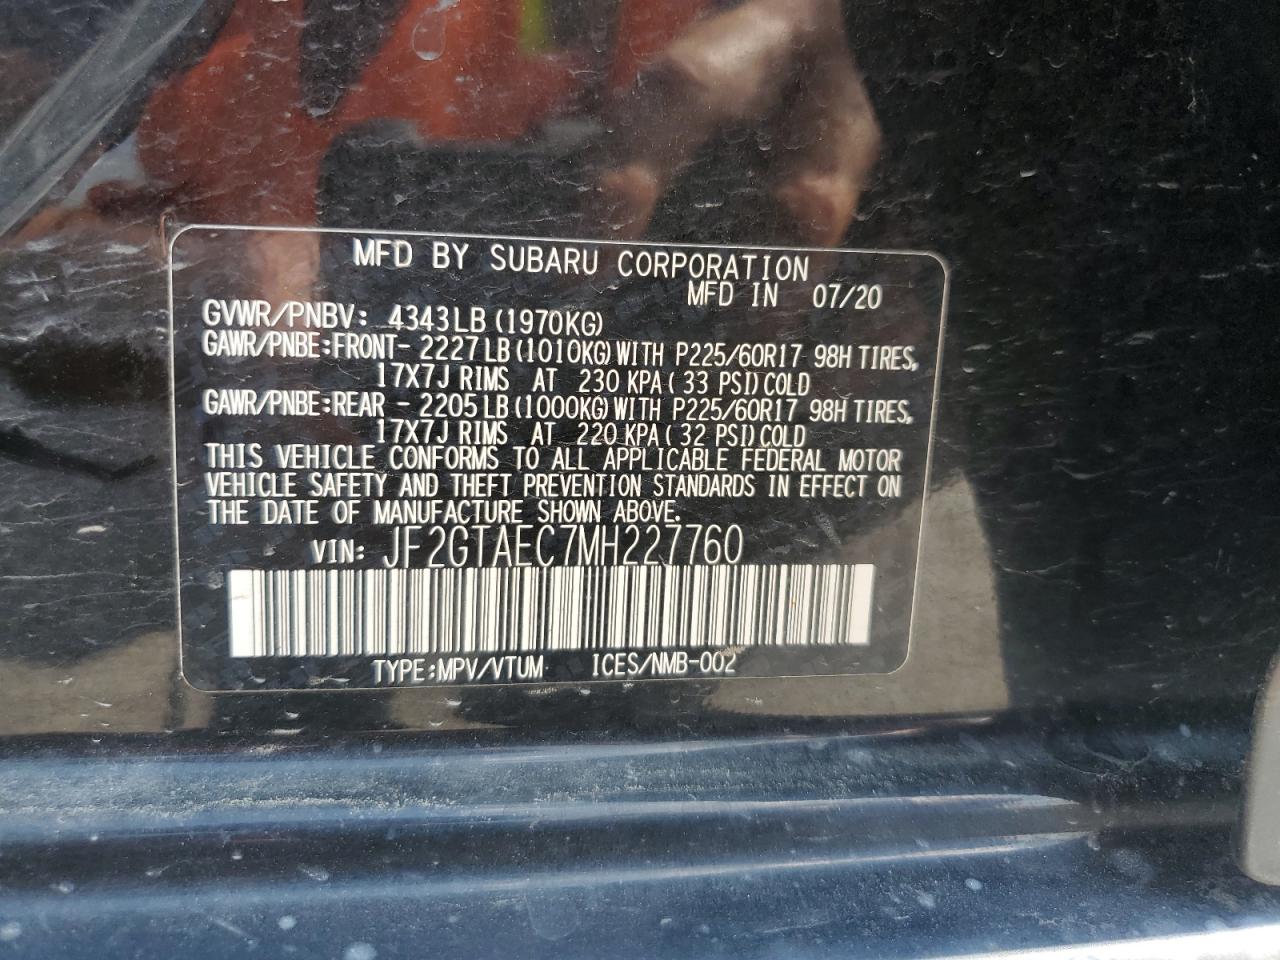 MFD BY SUBARU CORPORATION
MFD IN 07/20
GVWR/PNBV: 4343LB (1970KG)
GAWR/PNBE:FRONT- 2227LB (1010KG) WITH P225/60R17 98H TIRES,
17X7J RIMS AT 230 KPA (33 PSI) COLD
GAWR/PNBE:REAR - 2205LB (1000KG) WITH P225/60R17 98H TIRES,
17X7J RIMS AT 220 KPA (32 PSI) COLD
THIS VEHICLE CONFORMS TO ALL APPLICABLE FEDERAL MOTOR
VEHICLE SAFETY AND THEFT PREVENTION STANDARDS IN EFFECT ON
THE DATE OF MANUFACTURE SHOWN ABOVE.
VIN: JF2GTAEC7MH227760
TYPE:MPV/VTUM ICES/NMB-002